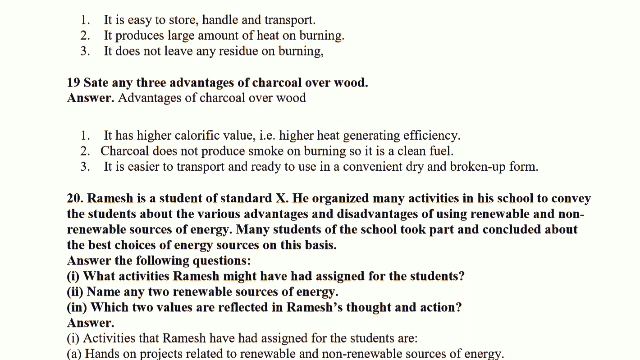 1. It is easy to store, handle and transport.
2. It produces large amount of heat on burning.
3. It does not leave any residue on burning,
19 Sate any three advantages of charcoal over wood.
Answer. Advantages of charcoal over wood
1. It has higher calorific value, i.e. higher heat generating efficiency.
2. Charcoal does not produce smoke on burning so it is a clean fuel.
3. It is easier to transport and ready to use in a convenient dry and broken-up form.
20. Ramesh is a student of standard X. He organized many activities in his school to convey
the students about the various advantages and disadvantages of using renewable and non-
renewable sources of energy. Many students of the school took part and concluded about
the best choices of energy sources on this basis.
Answer the following questions:
(i) What activities Ramesh might have had assigned for the students?
(ii) Name any two renewable sources of energy.
(in) Which two values are reflected in Ramesh's thought and action?
Answer.
(i) Activities that Ramesh have had assigned for the students are:
(a) Hands on projects related to renewable and non-renewable sources of energy.